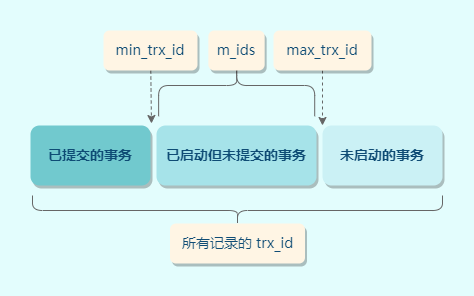 min_trx_id
m_ids
max_trx_id
已提交的事务
已启动但未提交的事务
未启动的事务
所有记录的 trx_id